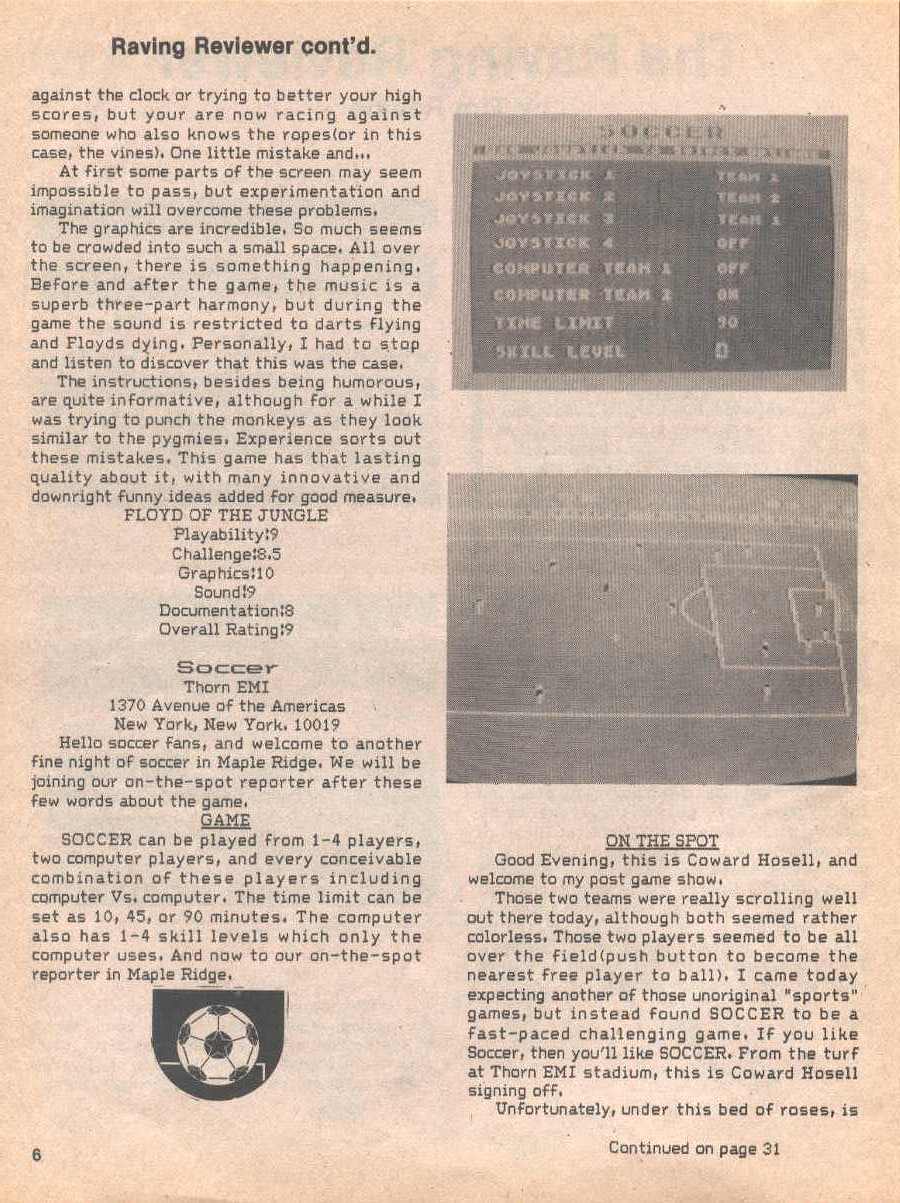 Raving Reviewer cont'd.
against the clock or trying to better your high
scores, but your are now racing against
someone who also knows the ropes(or in this
case, the vines). One little mistake and...
At first some parts of the screen may seem
impossible to pass, but experimentation and
imagination will overcome these problems.
The graphics are incredible. So much seems
to be crowded into such a small space. All over
the screen, there is something happening.
Before and after the game, the music is a
superb three-part harmony, but during the
game the sound is restricted to darts flying
and Floyds dying. Personally, I had to stop
and listen to discover that this was the case.
The instructions, besides being humorous,
are quite informative, although for a while I
was trying to punch the monkeys as they look
similar to the pygmies. Experience sorts out
these mistakes. This game has that lasting
quality about it, with many innovative and
downright funny ideas added for good measure.
FLOYD OF THE JUNGLE
Playability:9
Challenge:8.5
Graphics:10
Sound:9
Documentation:8
Overall Rating:9
Soccer
Thorn EMI
1370 Avenue of the Americas
New York, New York. 10019
Hello soccer fans, and welcome to another
fine night of soccer in Maple Ridge. We will be
joining our on-the-spot reporter after these
few words about the game.
GAME
SOCCER can be played from 1-4 players,
two computer players, and every conceivable
combination of these players including
computer Vs. computer. The time limit can be
set as 10, 45, or 90 minutes. The computer
also has 1-4 skill levels which only the
computer uses. And now to our on-the-spot
reporter in Maple Ridge.
SOCCER
USE JOYSTICK TO SELECT OPTIONS
JOYSTICK 1 TEAM 1
JOYSTICK 2 TEAM 2
JOYSTICK 3 TEAM 1
JOYSTICK 4 OFF
COMPUTER TEAM 1 OFF
COMPUTER TEAM 2 ON
TIME LIMIT 90
SKILL LEVEL
ON THE SPOT
Good Evening, this is Coward Hosell, and
welcome to my post game show.
Those two teams were really scrolling well
out there today, although both seemed rather
colorless. Those two players seemed to be all
over the field(push button to become the
nearest free player to ball). I came today
expecting another of those unoriginal "sports"
games, but instead found SOCCER to be a
fast-paced challenging game. If you like
Soccer, then you'll like SOCCER. From the turf
at Thorn EMI stadium, this is Coward Hosell
signing off.
Unfortunately, under this bed of roses, is
Continued on page 31
6